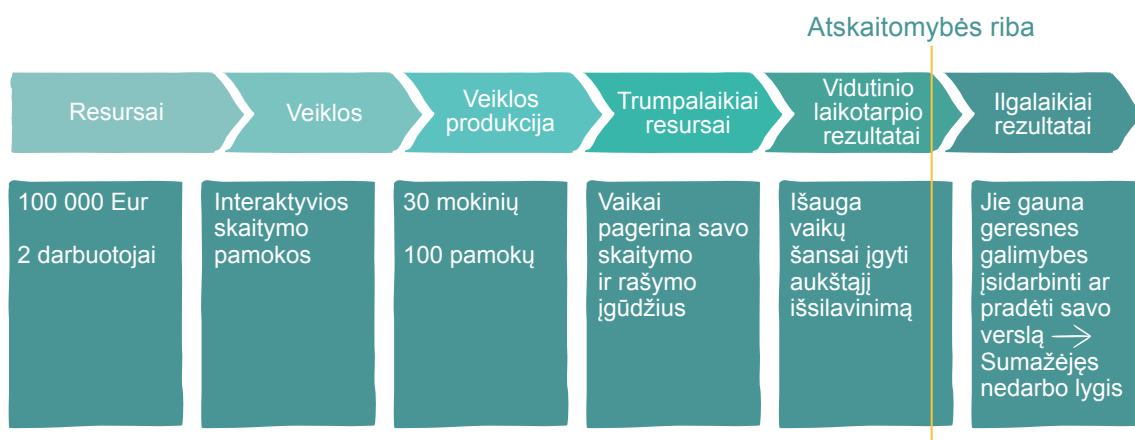 Atskaitomybės riba
Resursai
Veiklos
Veiklos
produkcija
Trumpalaikiai
resursai
Vidutinio
laikotarpio
rezultatai
Ilgalaikiai
rezultatai
100 000 Eur
2 darbuotojai
Interaktyvios
skaitymo
pamokos
30 mokinių
100 pamokų
Vaikai
pagerina savo
skaitymo
ir rašymo
įgūdžius
Išauga
vaikų
šansai įgyti
aukštąjį
išsilavinimą
Jie gauna
geresnes
galimybes
įsidarbinti ar
pradėti savo
verslą →
Sumažėjęs
nedarbo lygis